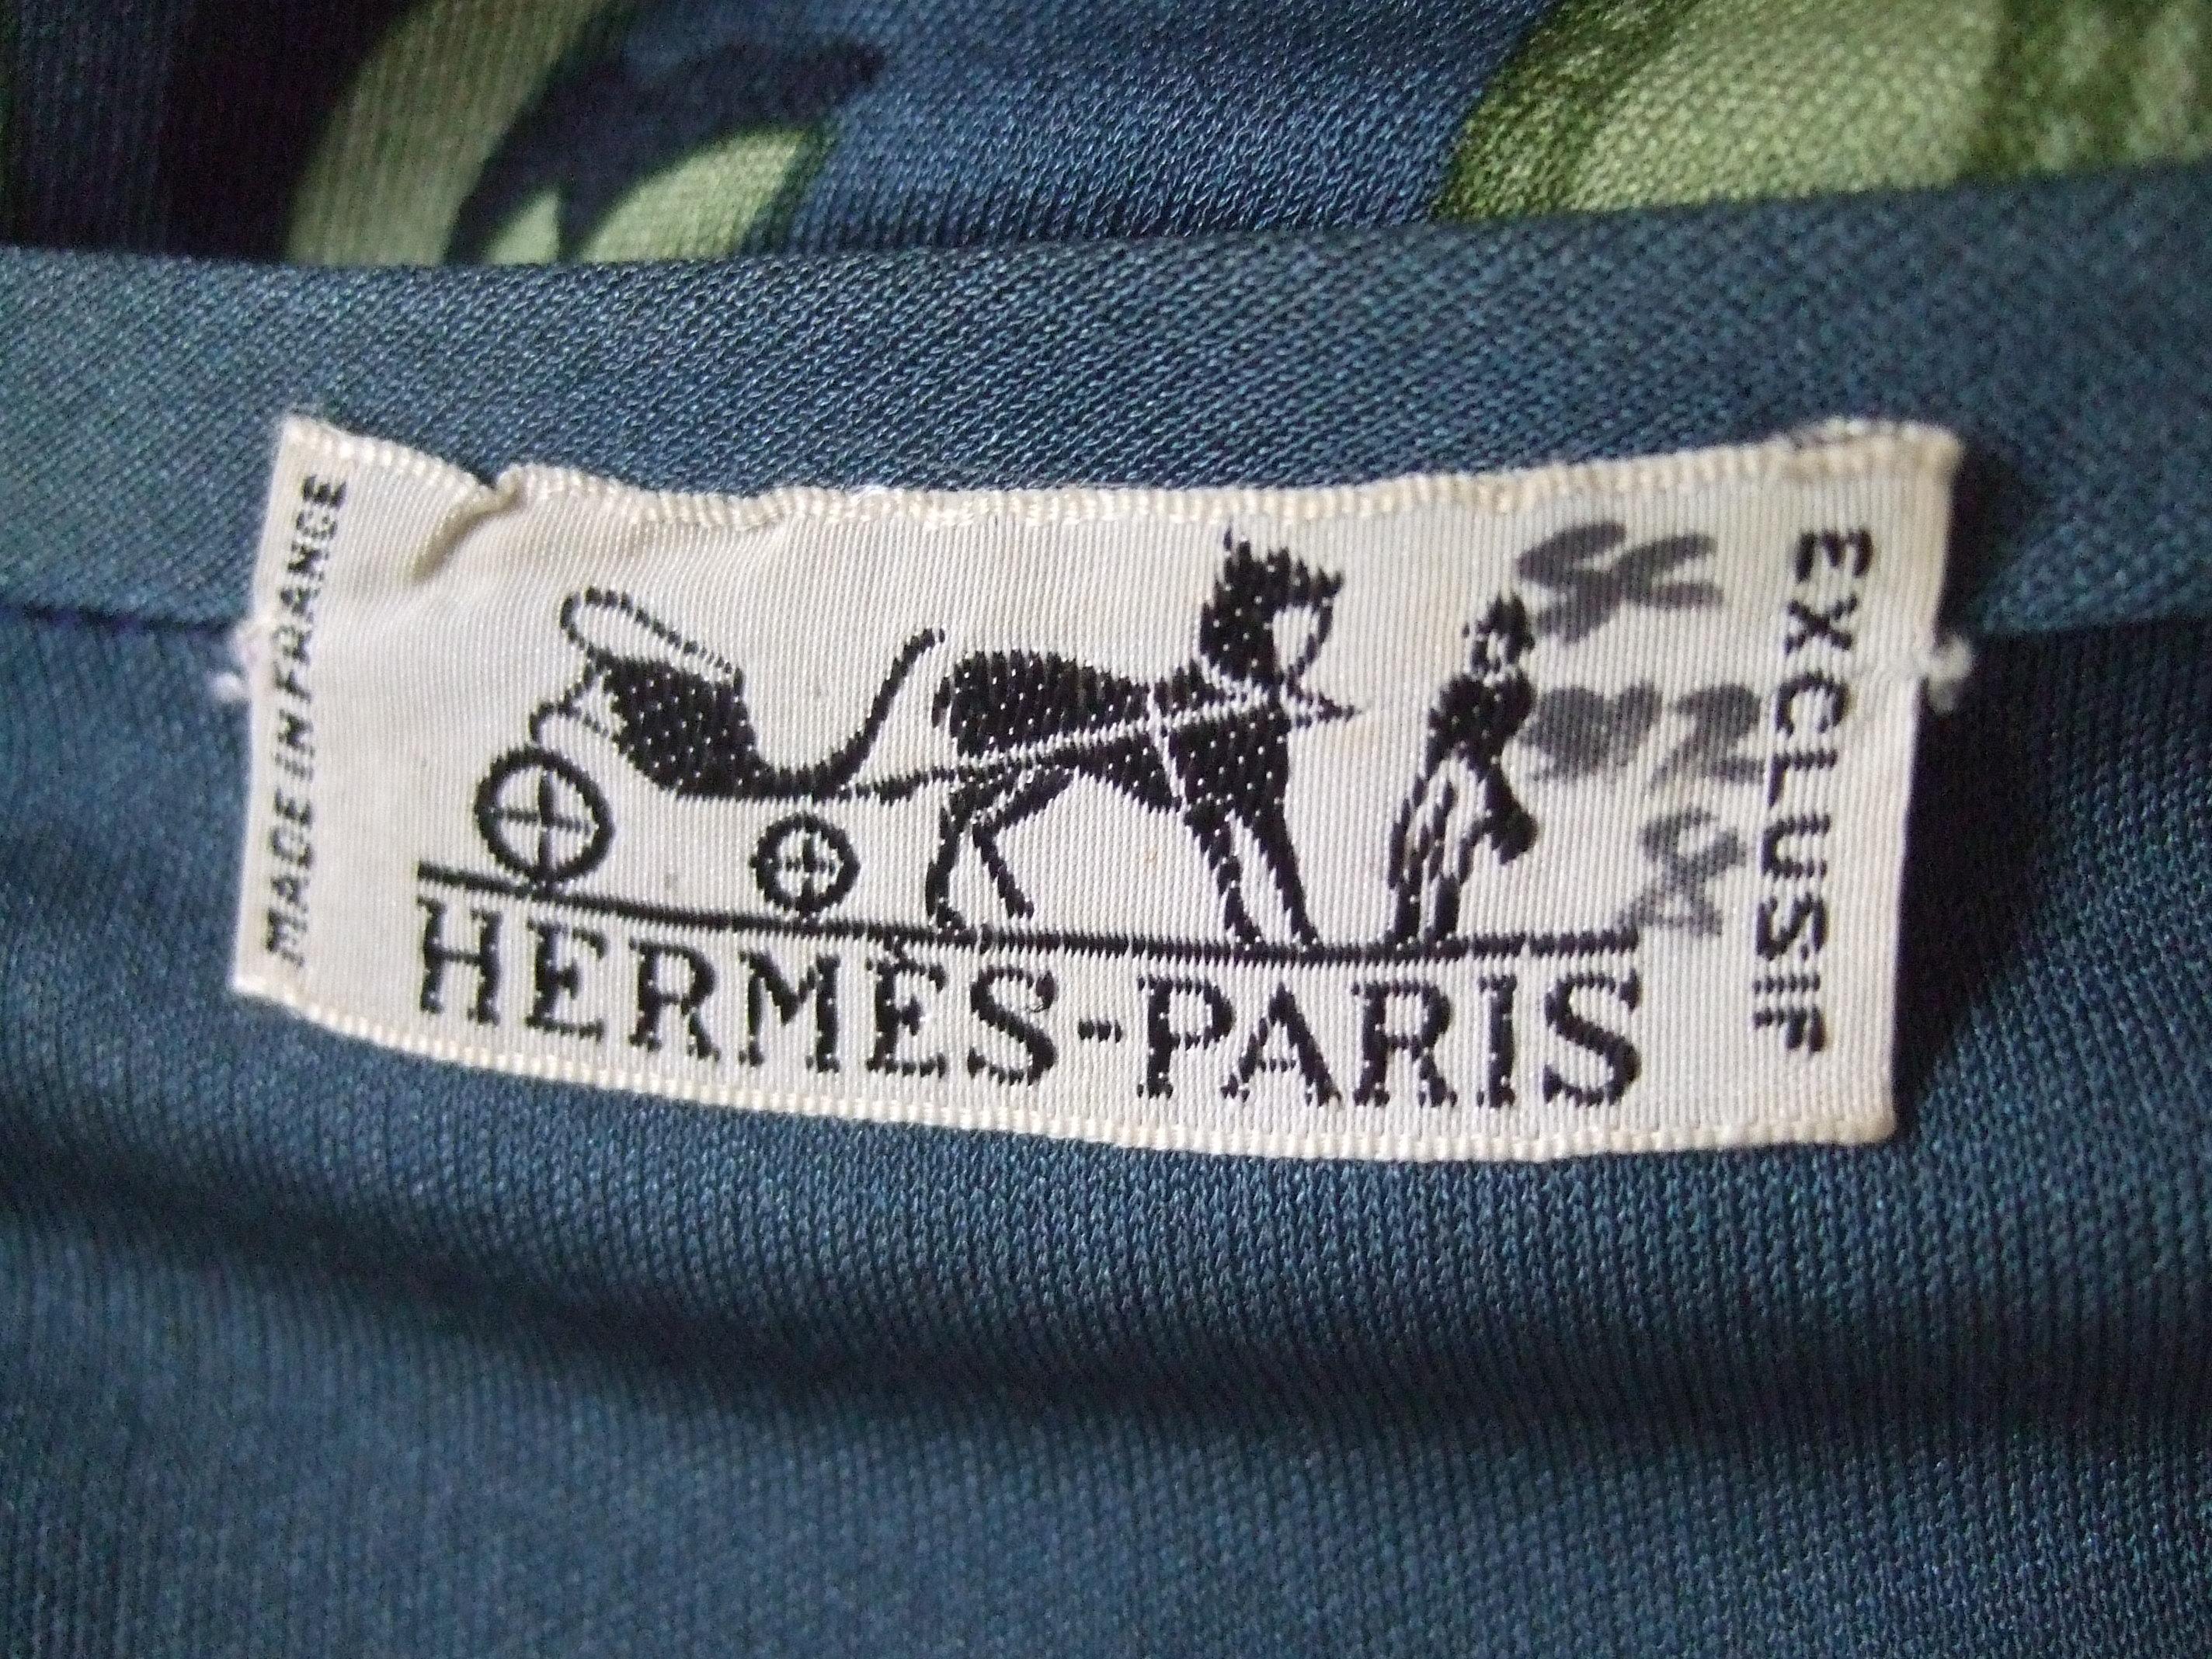 MADE IN FRANCE
HERMÈS-PARIS
EXCLUSIF